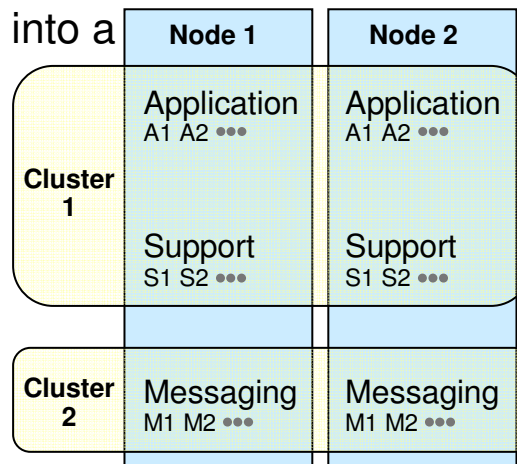 into a
Node 1
Node 2
Cluster
1
Application
A1 A2 •••
Application
A1 A2 •••
Support
S1 S2 •••
Support
S1 S2 •••
Cluster
2
Messaging
M1 M2 •••
Messaging
M1 M2 •••